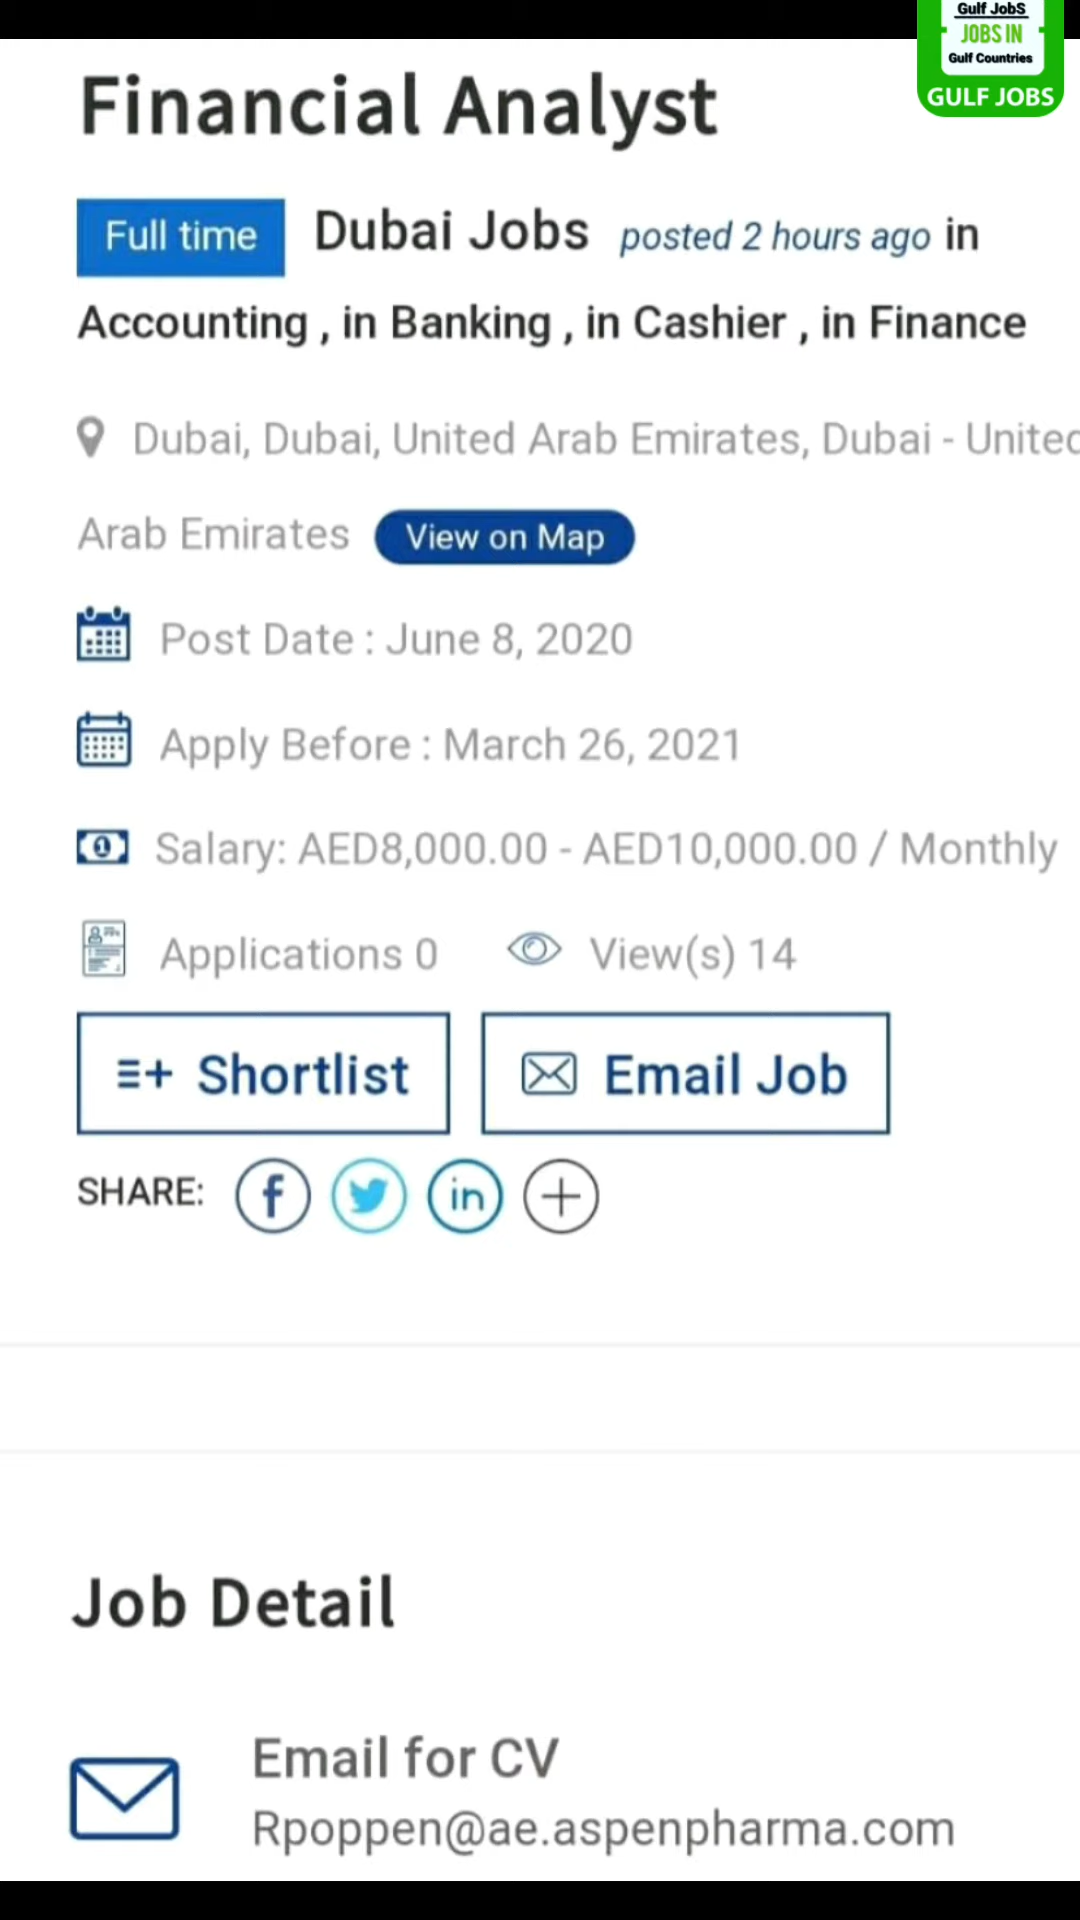 Gulf JobS
JOBS IN
Gulf Countries
GULF JOBS
Financial Analyst
Full time Dubai Jobs posted 2 hours ago in
Accounting , in Banking , in Cashier , in Finance
Dubai, Dubai, United Arab Emirates, Dubai - United
Arab Emirates View on Map
Post Date : June 8, 2020
Apply Before : March 26, 2021
Salary: AED8,000.00 - AED10,000.00 / Monthly
Applications 0 View(s) 14
Shortlist Email Job
SHARE:
Job Detail
Email for CV
Rpoppen@ae.aspenpharma.com